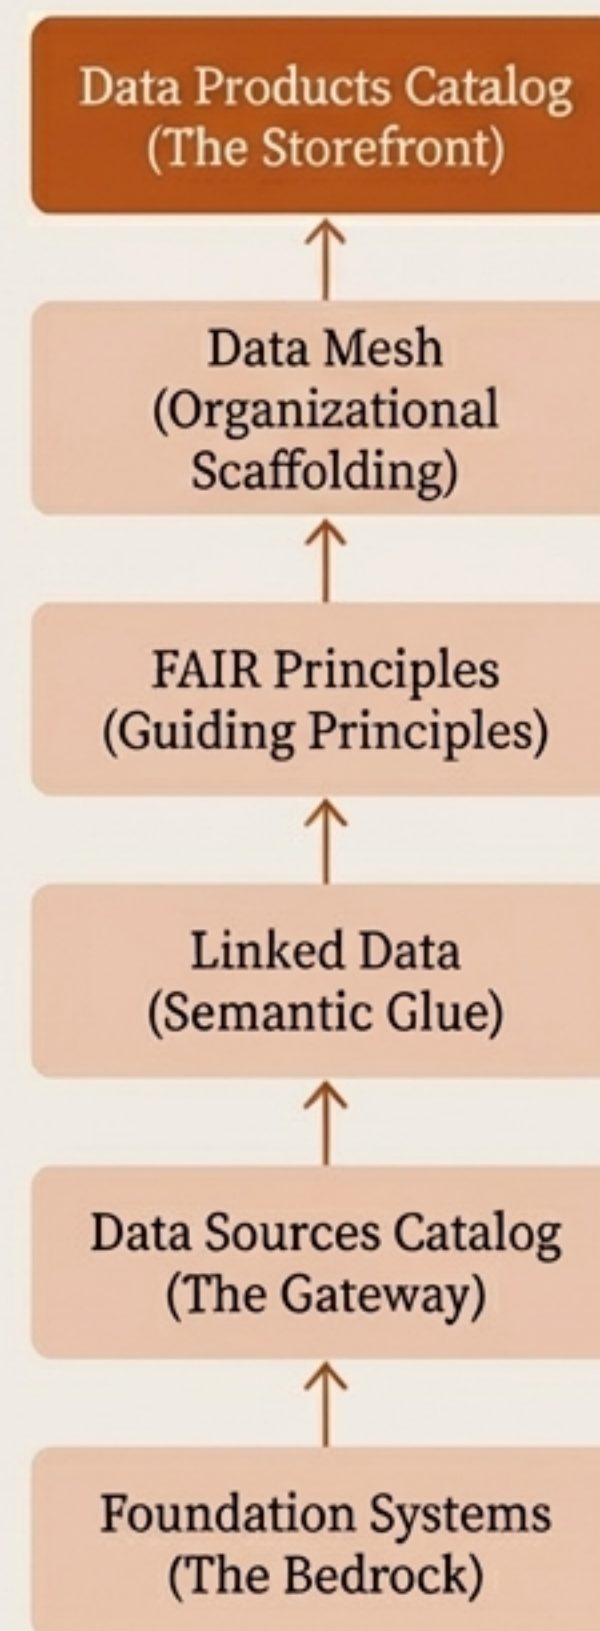 Data Products Catalog
(The Storefront)
Data Mesh
(Organizational
Scaffolding)
FAIR Principles
(Guiding Principles)
Linked Data
(Semantic Glue)
Data Sources Catalog
(The Gateway)
Foundation Systems
(The Bedrock)